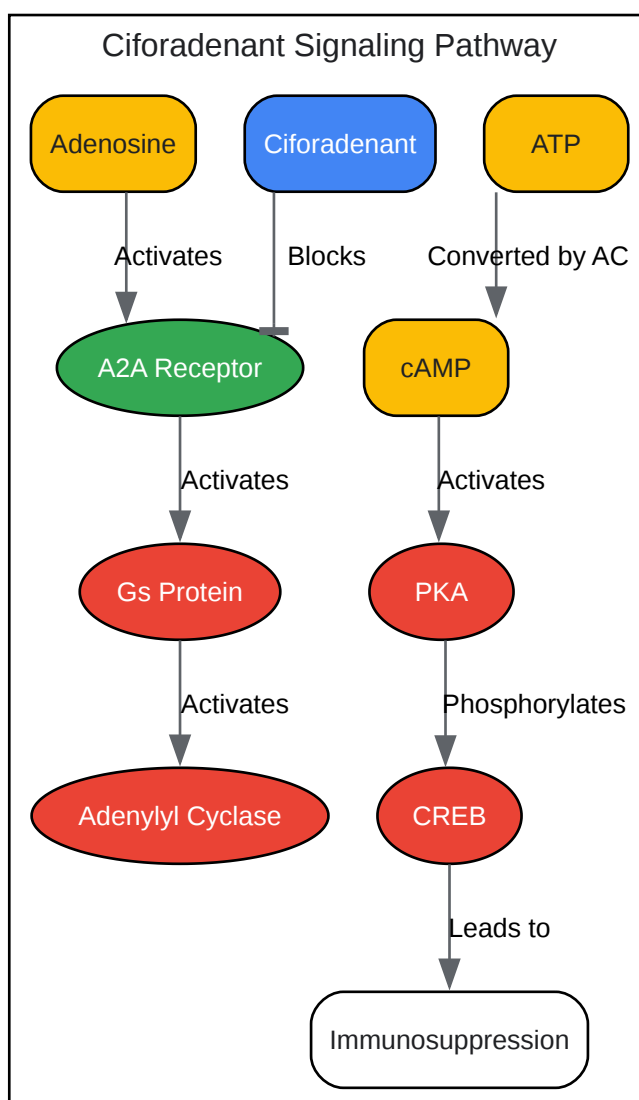 Ciforadenant Signaling Pathway
Adenosine
Ciforadenant
ATP
Activates
Blocks
Converted by AC
A2A Receptor
cAMP
Activates
Activates
Gs Protein
PKA
Activates
Phosphorylates
Adenylyl Cyclase
CREB
Leads to
Immunosuppression